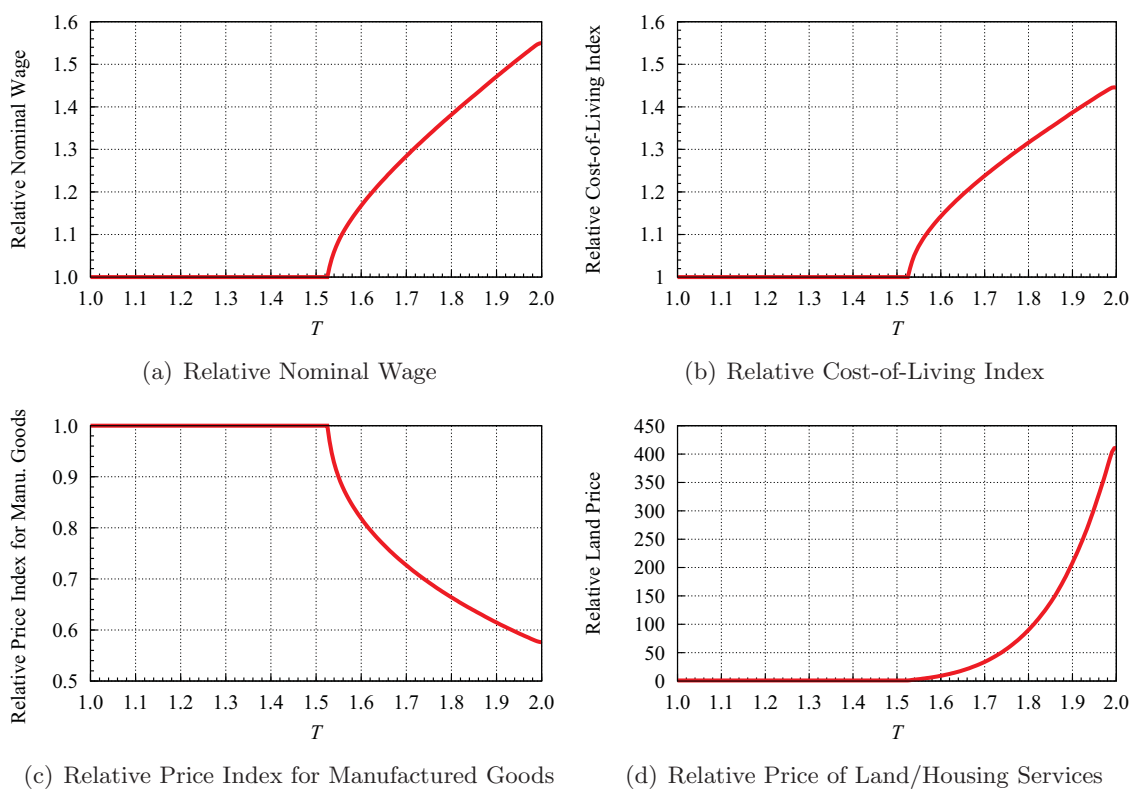 Relative Nominal Wage
1.6
1.5
1.4
1.3
1.2
1.1
1.0
1.0 1.1 1.2 1.3 1.4 1.5 1.6 1.7 1.8 1.9 2.0
T
(a) Relative Nominal Wage
Relative Cost-of-Living Index
1.6
1.5
1.4
1.3
1.2
1.1
1
1.0 1.1 1.2 1.3 1.4 1.5 1.6 1.7 1.8 1.9 2.0
T
(b) Relative Cost-of-Living Index
Relative Price Index for Manu. Goods
1.0
0.9
0.8
0.7
0.6
0.5
1.0 1.1 1.2 1.3 1.4 1.5 1.6 1.7 1.8 1.9 2.0
T
(c) Relative Price Index for Manufactured Goods
Relative Land Price
450
400
350
300
250
200
150
100
50
0
1.0 1.1 1.2 1.3 1.4 1.5 1.6 1.7 1.8 1.9 2.0
T
(d) Relative Price of Land/Housing Services